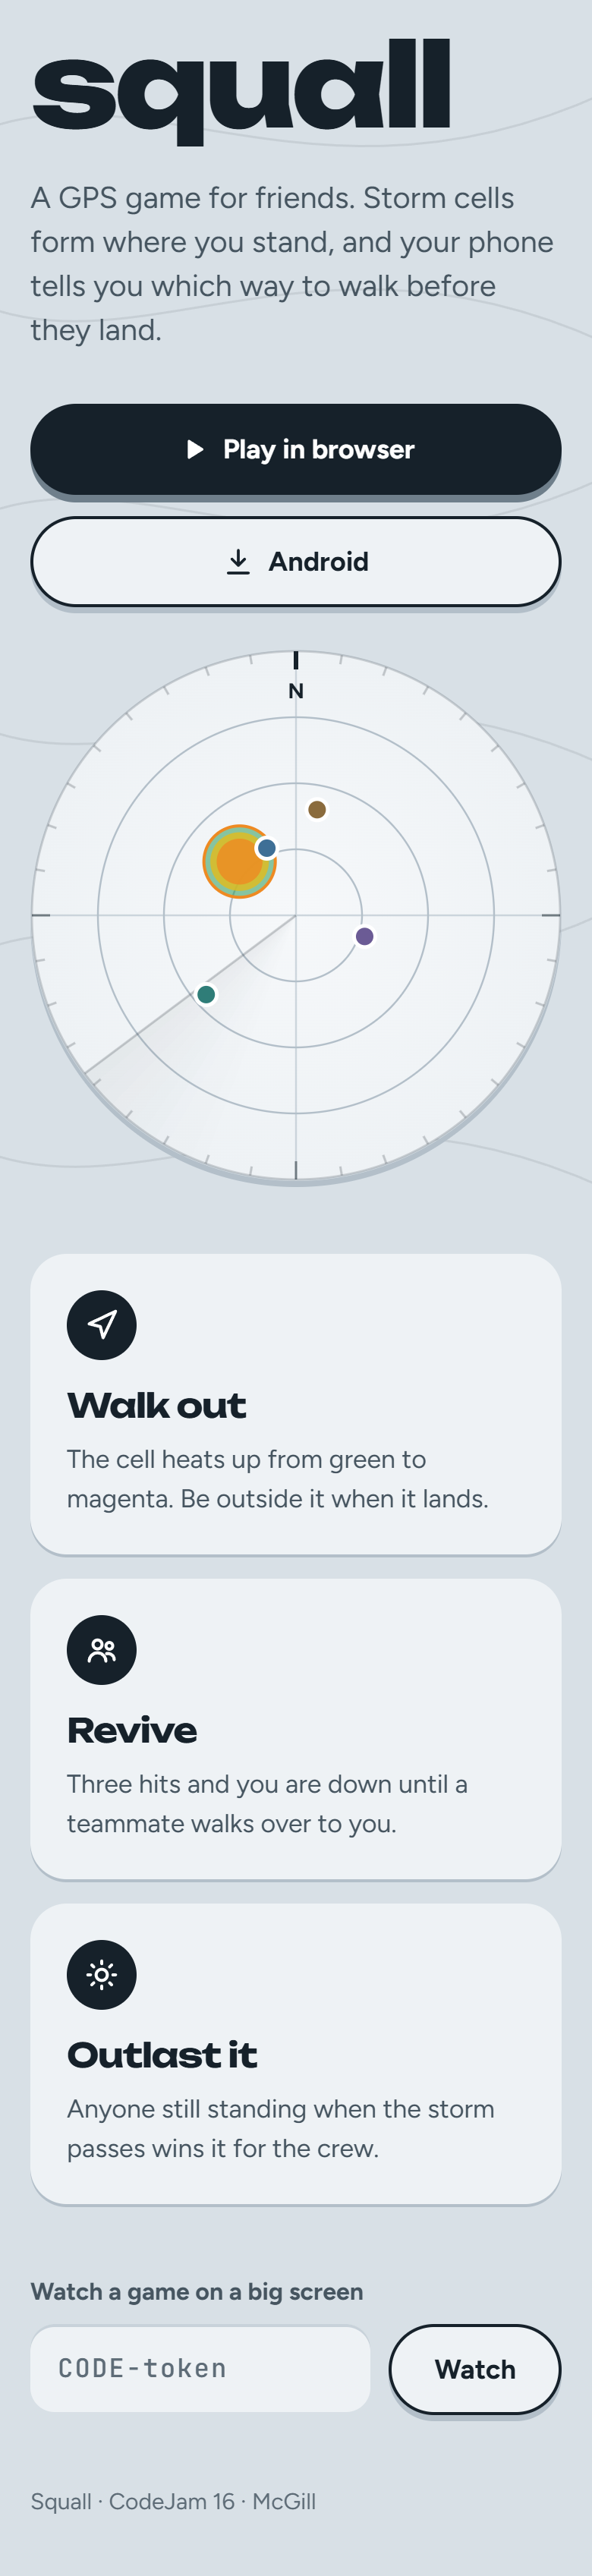 squall
A GPS game for friends. Storm cells
form where you stand, and your phone
tells you which way to walk before
they land.
Play in browser
Android
N
Walk out
The cell heats up from green to
magenta. Be outside it when it lands.
Revive
Three hits and you are down until a
teammate walks over to you.
Outlast it
Anyone still standing when the storm
passes wins it for the crew.
Watch a game on a big screen
CODE-token
Watch
Squall · CodeJam 16 · McGill